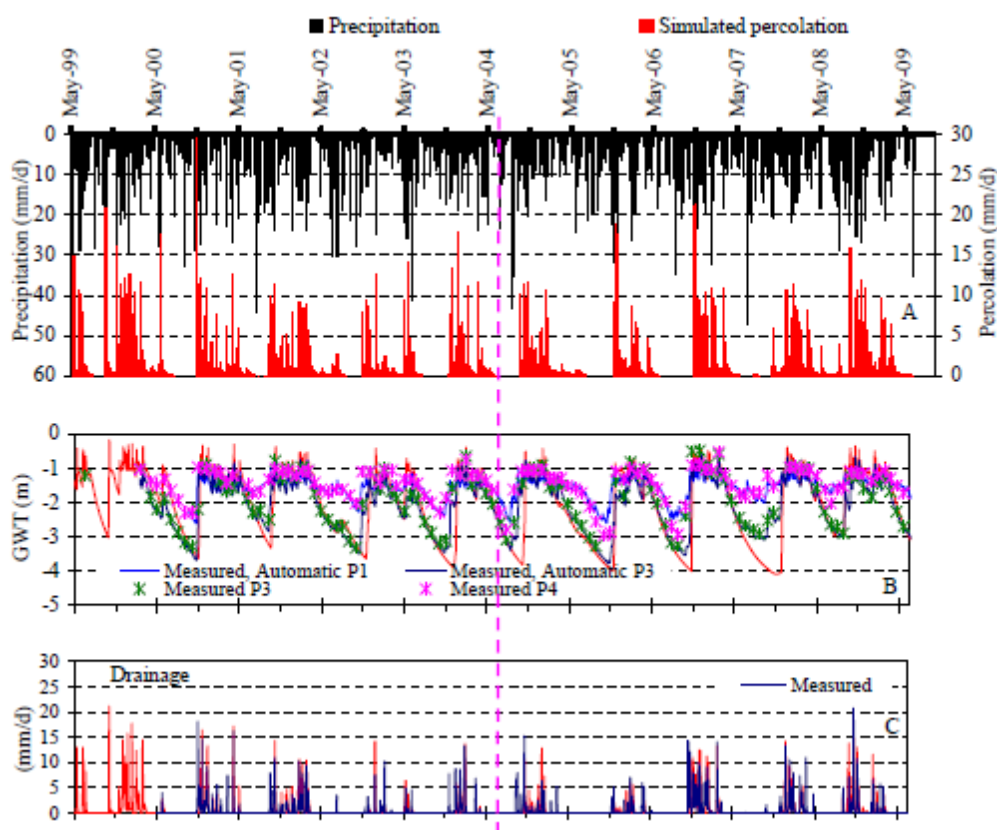 Precipitation Simulated percolation
May-99 May-00 May-01 May-02 May-03 May-04 May-05 May-06 May-07 May-08 May-09
Precipitation (mm/d)
0
10
20
30
40
50
60
30
25
20
15
10
5
0
Percolation (mm/d)
A
GWT (m)
0
-1
-2
-3
-4
-5
Measured, Automatic P1 Measured, Automatic P3
Measured P3 Measured P4
B
Drainage
(mm/d)
30
25
20
15
10
5
0
Measured
C